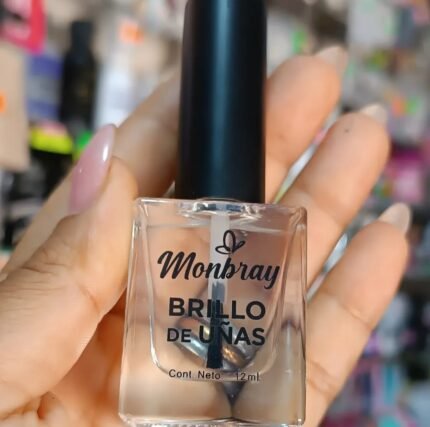 Monbray
BRILLO
DE UÑAS
Cont. Neto 12ml